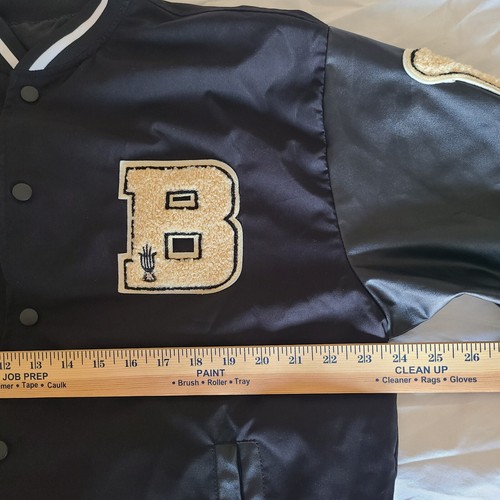 B
12 13 14 15 16 17 18 19 20 21 22 23 24 25 26
JOB PREP PAINT CLEAN UP
mer • Tape • Caulk • Brush • Roller • Tray • Cleaner • Rags • Gloves